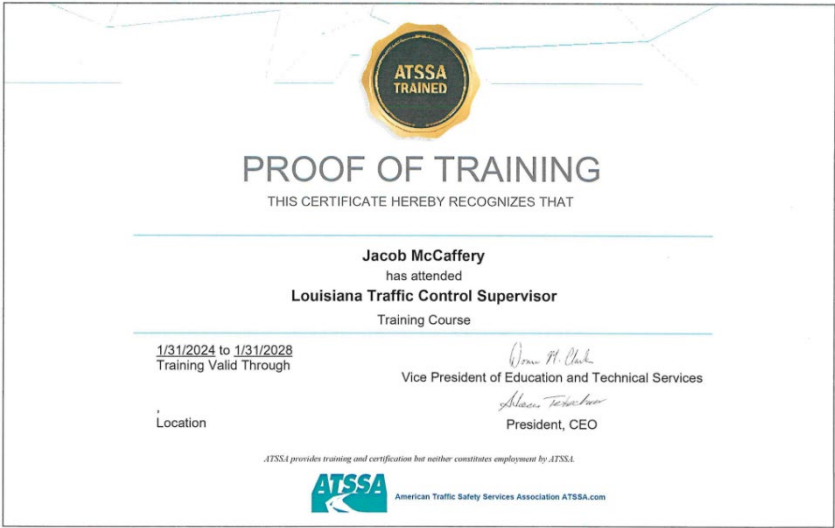 ATSSA
TRAINED
PROOF OF TRAINING
THIS CERTIFICATE HEREBY RECOGNIZES THAT
Jacob McCaffery
has attended
Louisiana Traffic Control Supervisor
Training Course
1/31/2024 to 1/31/2028
Training Valid Through
Vice President of Education and Technical Services
,
Location
President, CEO
ATSSA provides training and certification but neither constitutes employment by ATSSA.
ATSSA
American Traffic Safety Services Association ATSSA.com